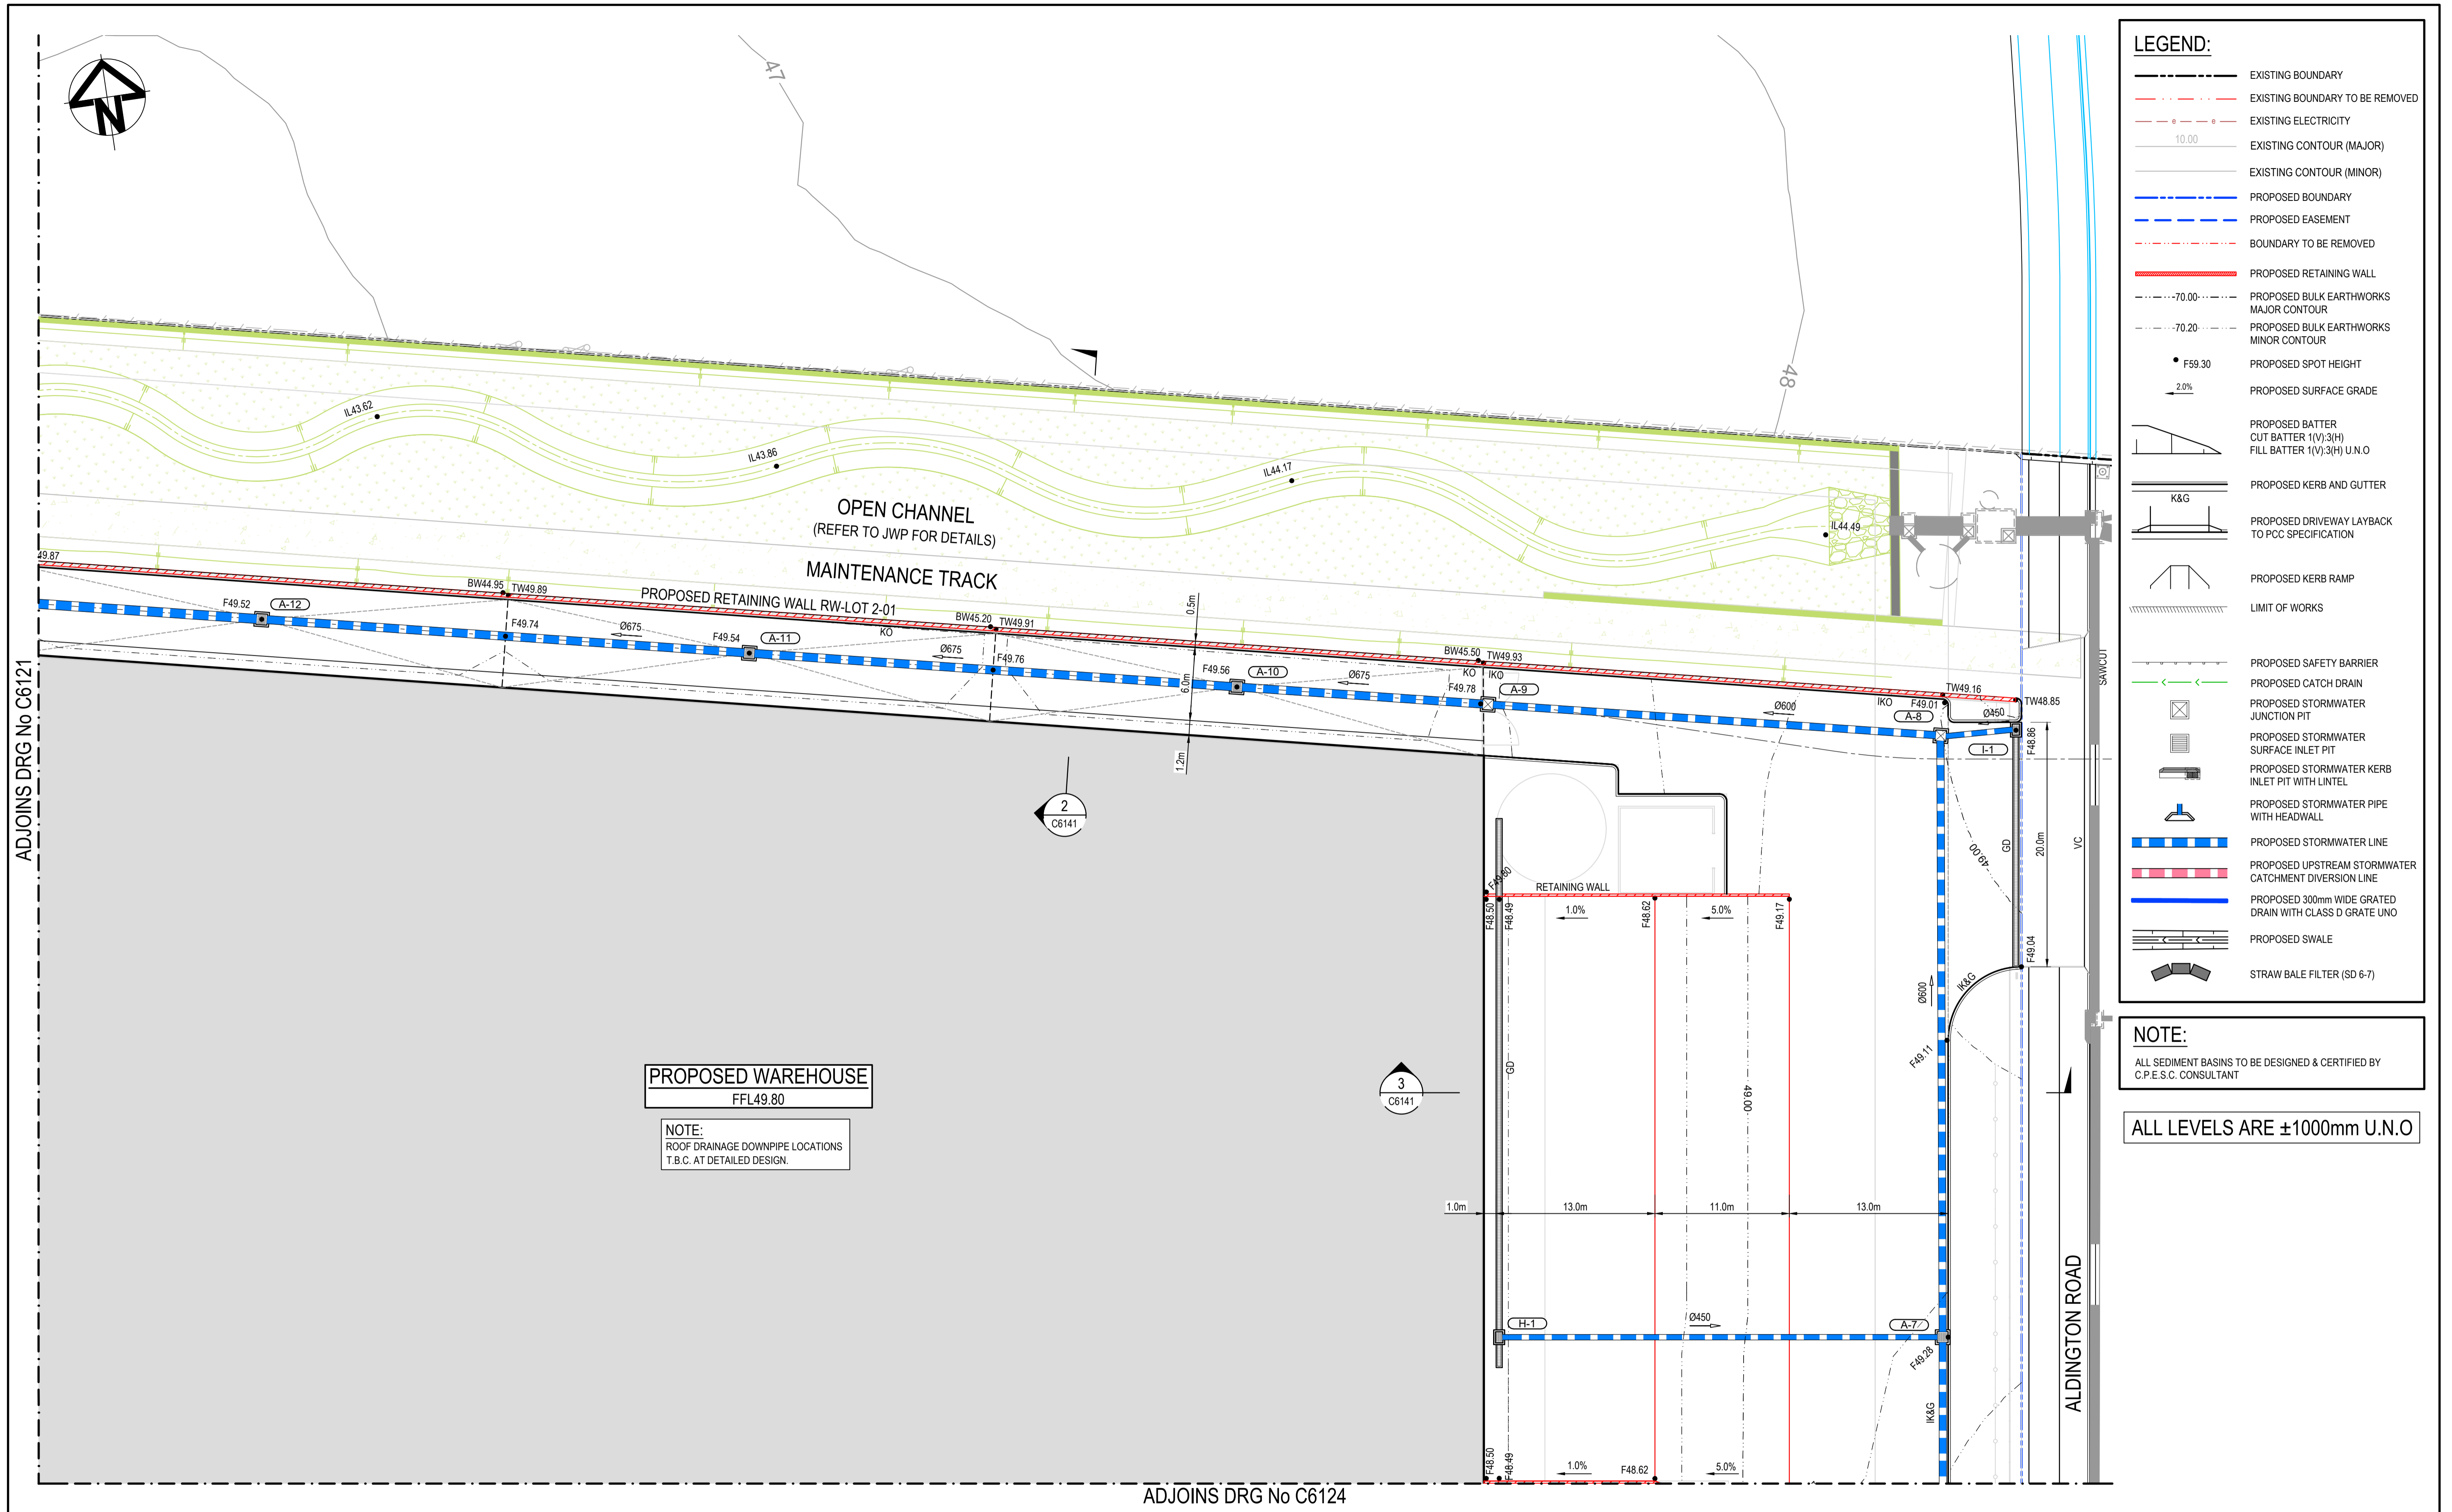 N
47
48
IL43.62
IL43.86
IL44.17
IL44.49
OPEN CHANNEL
(REFER TO JWP FOR DETAILS)
MAINTENANCE TRACK
PROPOSED RETAINING WALL RW-LOT 2-01
49.87
BW44.95
TW49.89
BW45.20
TW49.91
BW45.50
TW49.93
TW49.16
TW48.85
F49.52
A-12
F49.74
Ø675
F49.54
A-11
KO
Ø675
F49.76
F49.56
A-10
Ø675
KO
IKO
F49.78
A-9
Ø600
IKO
F49.01
A-8
Ø450
I-1
F48.86
0.5m
6.0m
1.2m
2
C6141
3
C6141
ADJOINS DRG No C6121
PROPOSED WAREHOUSE
FFL49.80
NOTE:
ROOF DRAINAGE DOWNPIPE LOCATIONS
T.B.C. AT DETAILED DESIGN.
F49.80
RETAINING WALL
F48.50
F48.49
1.0%
F48.62
5.0%
F49.17
49.00
GD
20.0m
VC
SAWCUT
F49.04
IK&G
Ø600
F49.11
GD
49.00
1.0m
13.0m
11.0m
13.0m
H-1
Ø450
A-7
F49.28
IK&G
F48.50
F48.49
1.0%
F48.62
5.0%
ALDINGTON ROAD
ADJOINS DRG No C6124
LEGEND:
EXISTING BOUNDARY
EXISTING BOUNDARY TO BE REMOVED
e e EXISTING ELECTRICITY
10.00 EXISTING CONTOUR (MAJOR)
EXISTING CONTOUR (MINOR)
PROPOSED BOUNDARY
PROPOSED EASEMENT
BOUNDARY TO BE REMOVED
PROPOSED RETAINING WALL
70.00 PROPOSED BULK EARTHWORKS
MAJOR CONTOUR
70.20 PROPOSED BULK EARTHWORKS
MINOR CONTOUR
F59.30 PROPOSED SPOT HEIGHT
2.0% PROPOSED SURFACE GRADE
PROPOSED BATTER
CUT BATTER 1(V):3(H)
FILL BATTER 1(V):3(H) U.N.O
PROPOSED KERB AND GUTTER
K&G
PROPOSED DRIVEWAY LAYBACK
TO PCC SPECIFICATION
PROPOSED KERB RAMP
LIMIT OF WORKS
PROPOSED SAFETY BARRIER
PROPOSED CATCH DRAIN
PROPOSED STORMWATER
JUNCTION PIT
PROPOSED STORMWATER
SURFACE INLET PIT
PROPOSED STORMWATER KERB
INLET PIT WITH LINTEL
PROPOSED STORMWATER PIPE
WITH HEADWALL
PROPOSED STORMWATER LINE
PROPOSED UPSTREAM STORMWATER
CATCHMENT DIVERSION LINE
PROPOSED 300mm WIDE GRATED
DRAIN WITH CLASS D GRATE UNO
PROPOSED SWALE
STRAW BALE FILTER (SD 6-7)
NOTE:
ALL SEDIMENT BASINS TO BE DESIGNED & CERTIFIED BY
C.P.E.S.C. CONSULTANT
ALL LEVELS ARE ±1000mm U.N.O